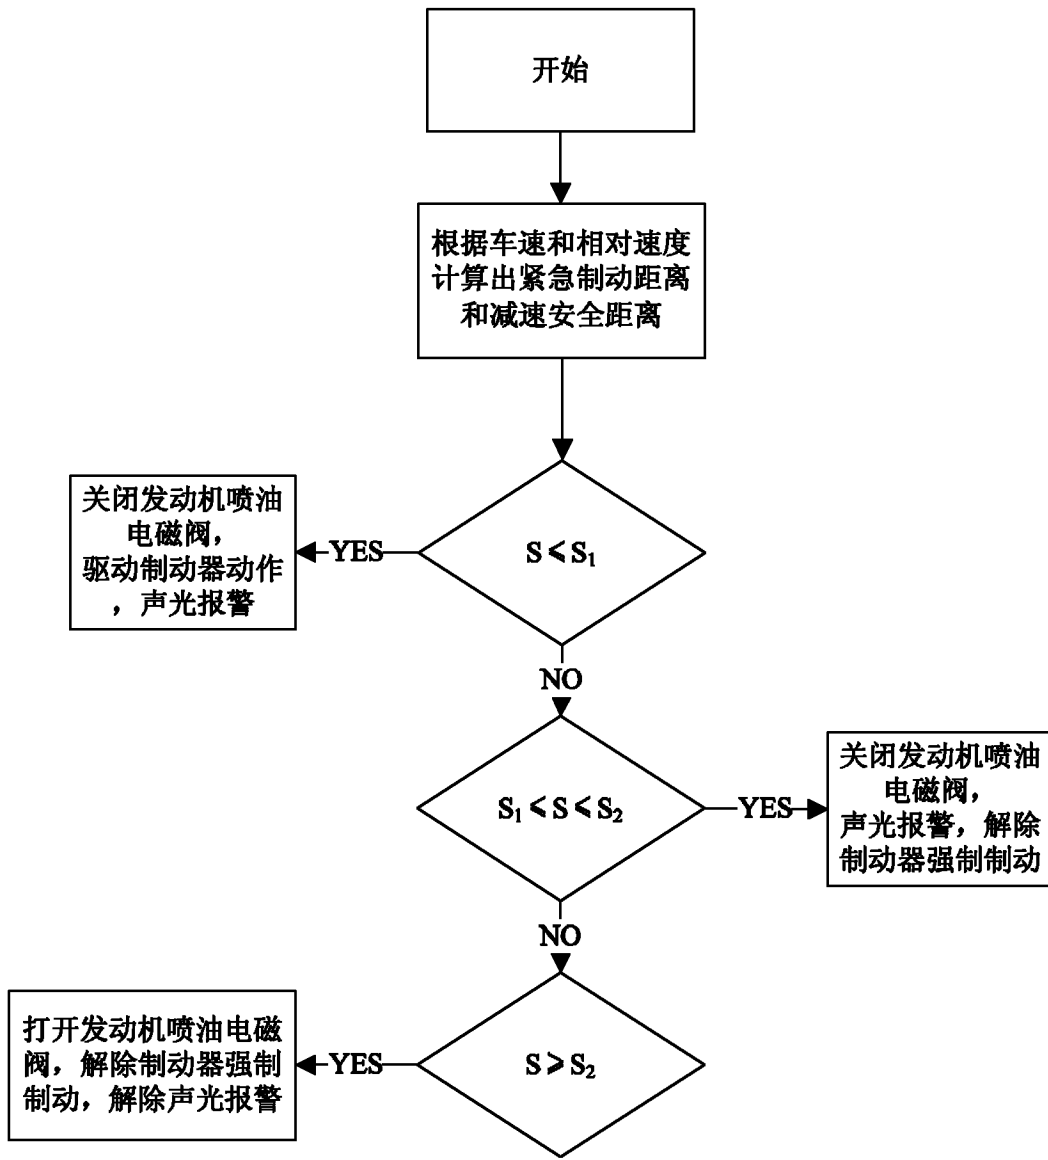 开始
根据车速和相对速度
计算出紧急制动距离
和减速安全距离
S⩽S₁
YES
关闭发动机喷油
电磁阀，
驱动制动器动作
，声光报警
NO
S₁⩽S⩽S₂
YES
关闭发动机喷油
电磁阀，
声光报警，解除
制动器强制制动
NO
S⩾S₂
YES
打开发动机喷油电磁
阀，解除制动器强制
制动，解除声光报警